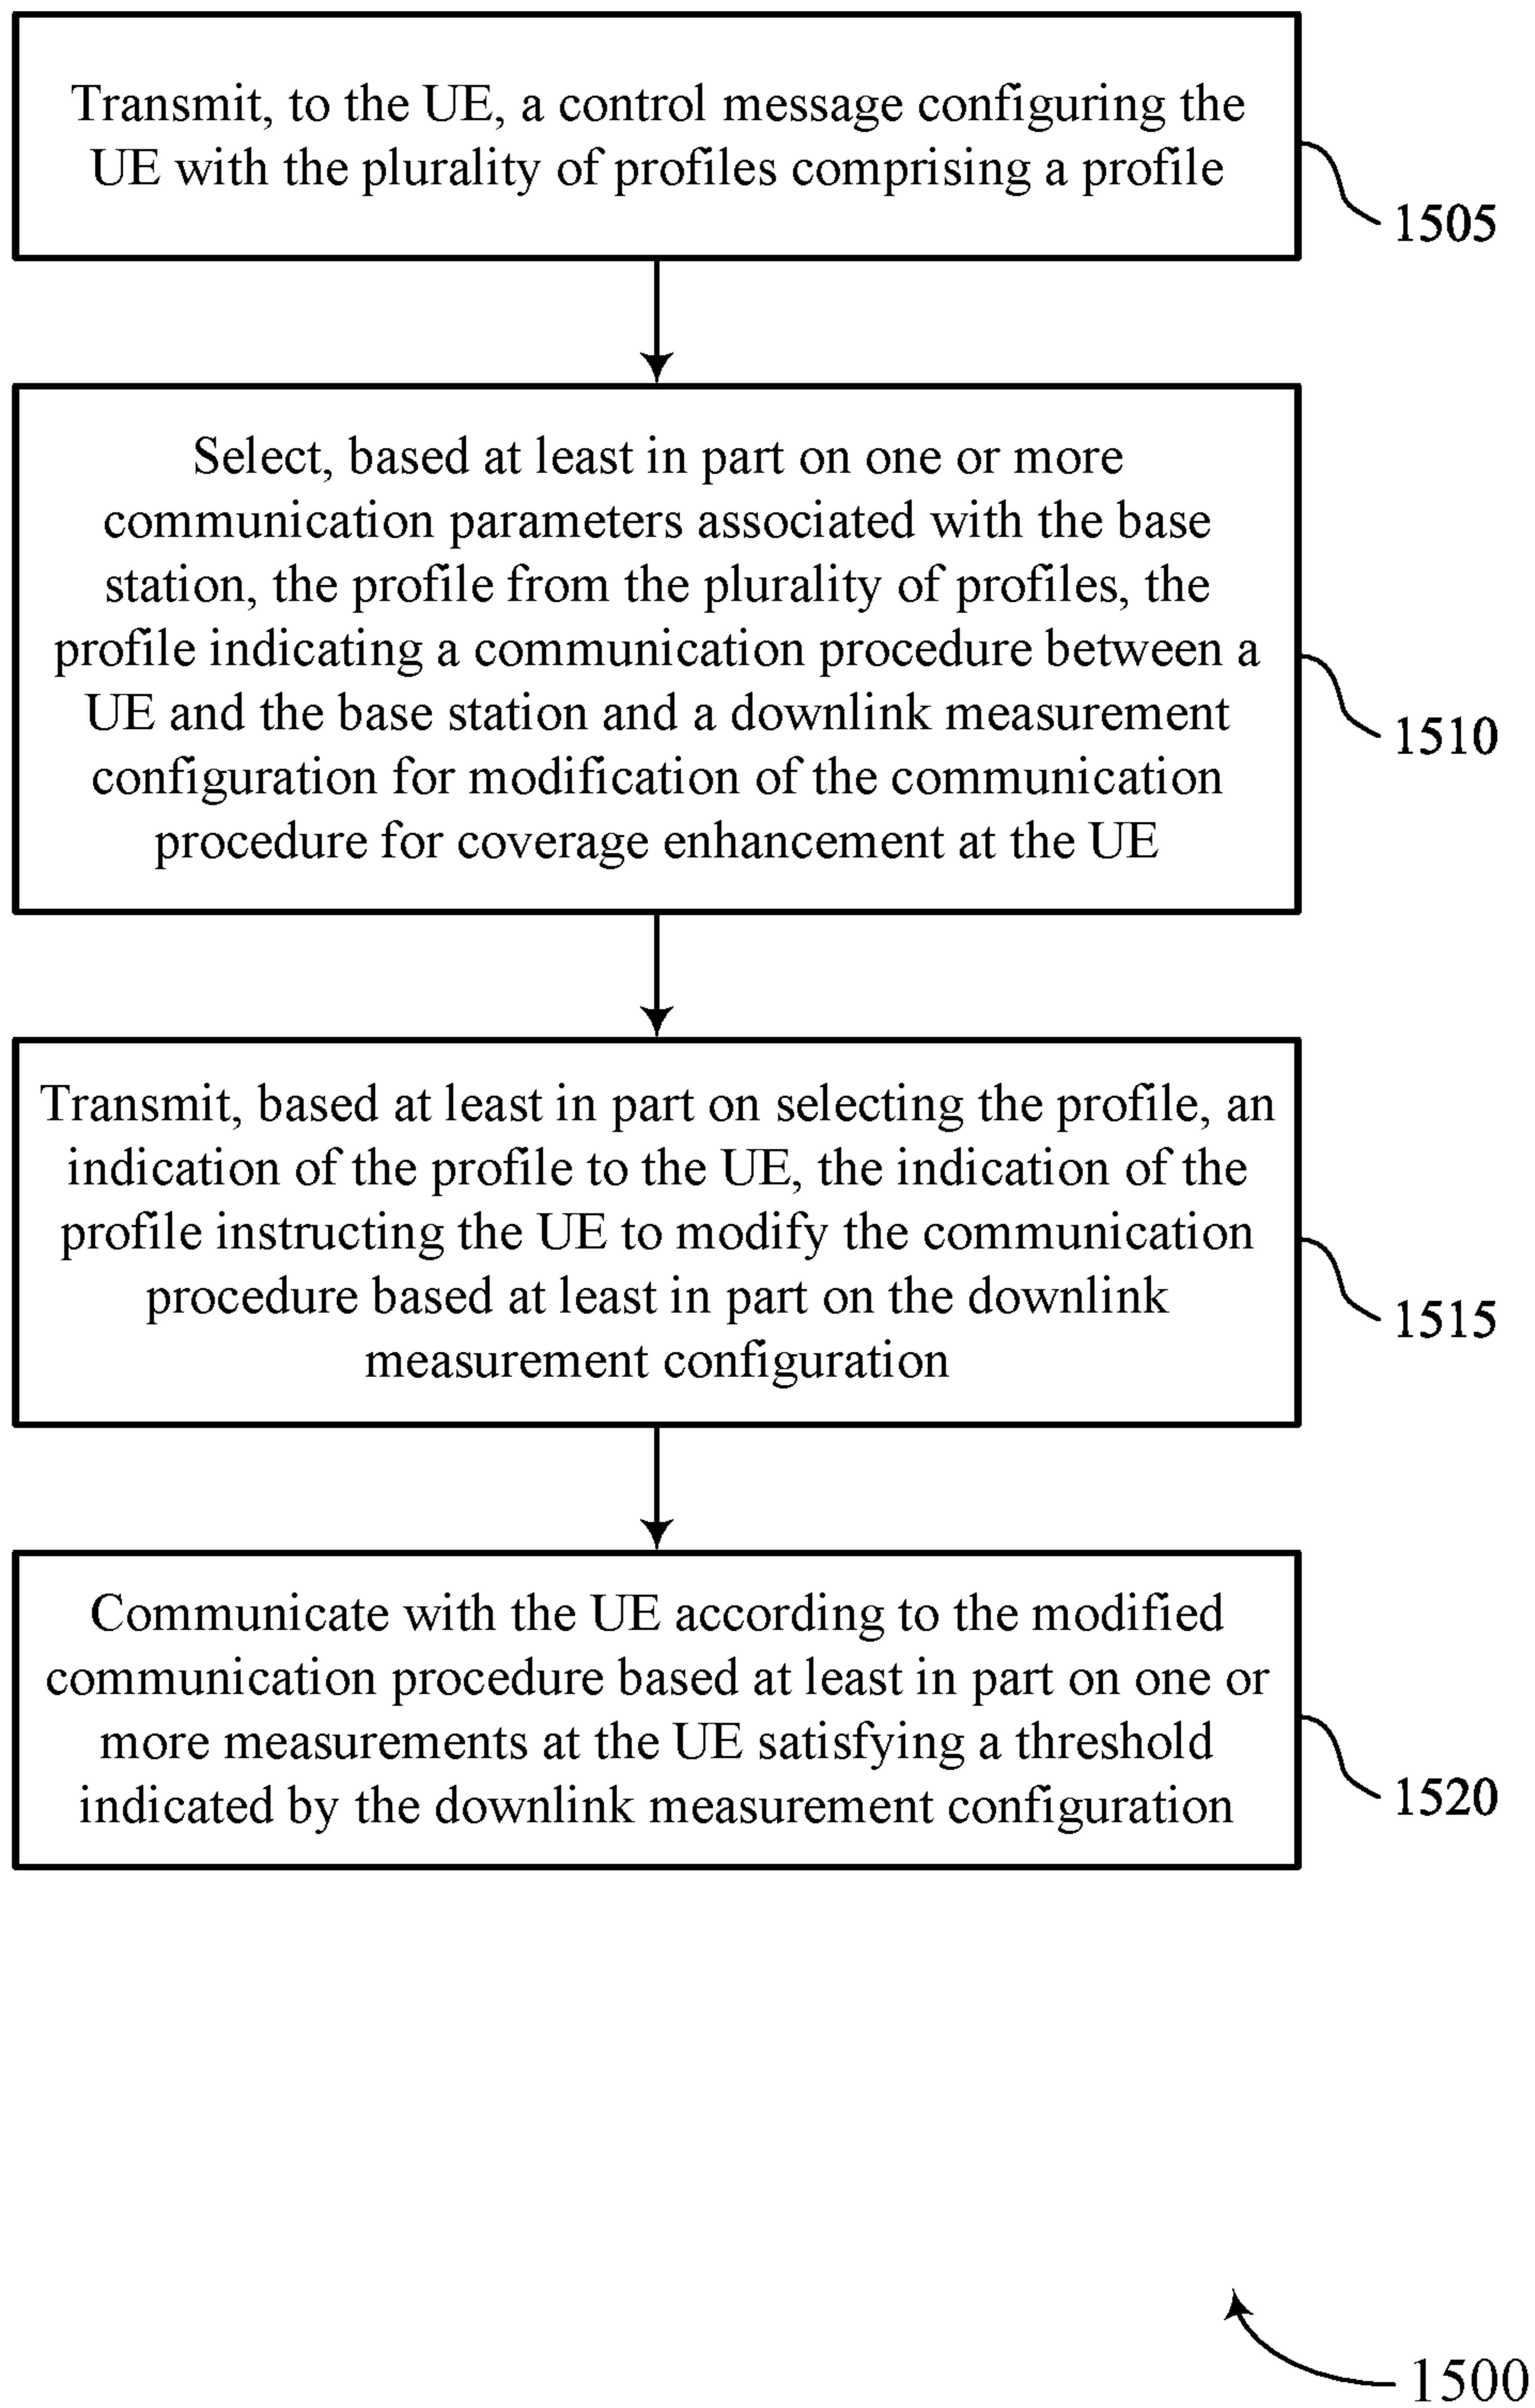 Transmit, to the UE, a control message configuring the
UE with the plurality of profiles comprising a profile
1505
Select, based at least in part on one or more
communication parameters associated with the base
station, the profile from the plurality of profiles, the
profile indicating a communication procedure between a
UE and the base station and a downlink measurement
configuration for modification of the communication
procedure for coverage enhancement at the UE
1510
Transmit, based at least in part on selecting the profile, an
indication of the profile to the UE, the indication of the
profile instructing the UE to modify the communication
procedure based at least in part on the downlink
measurement configuration
1515
Communicate with the UE according to the modified
communication procedure based at least in part on one or
more measurements at the UE satisfying a threshold
indicated by the downlink measurement configuration
1520
1500